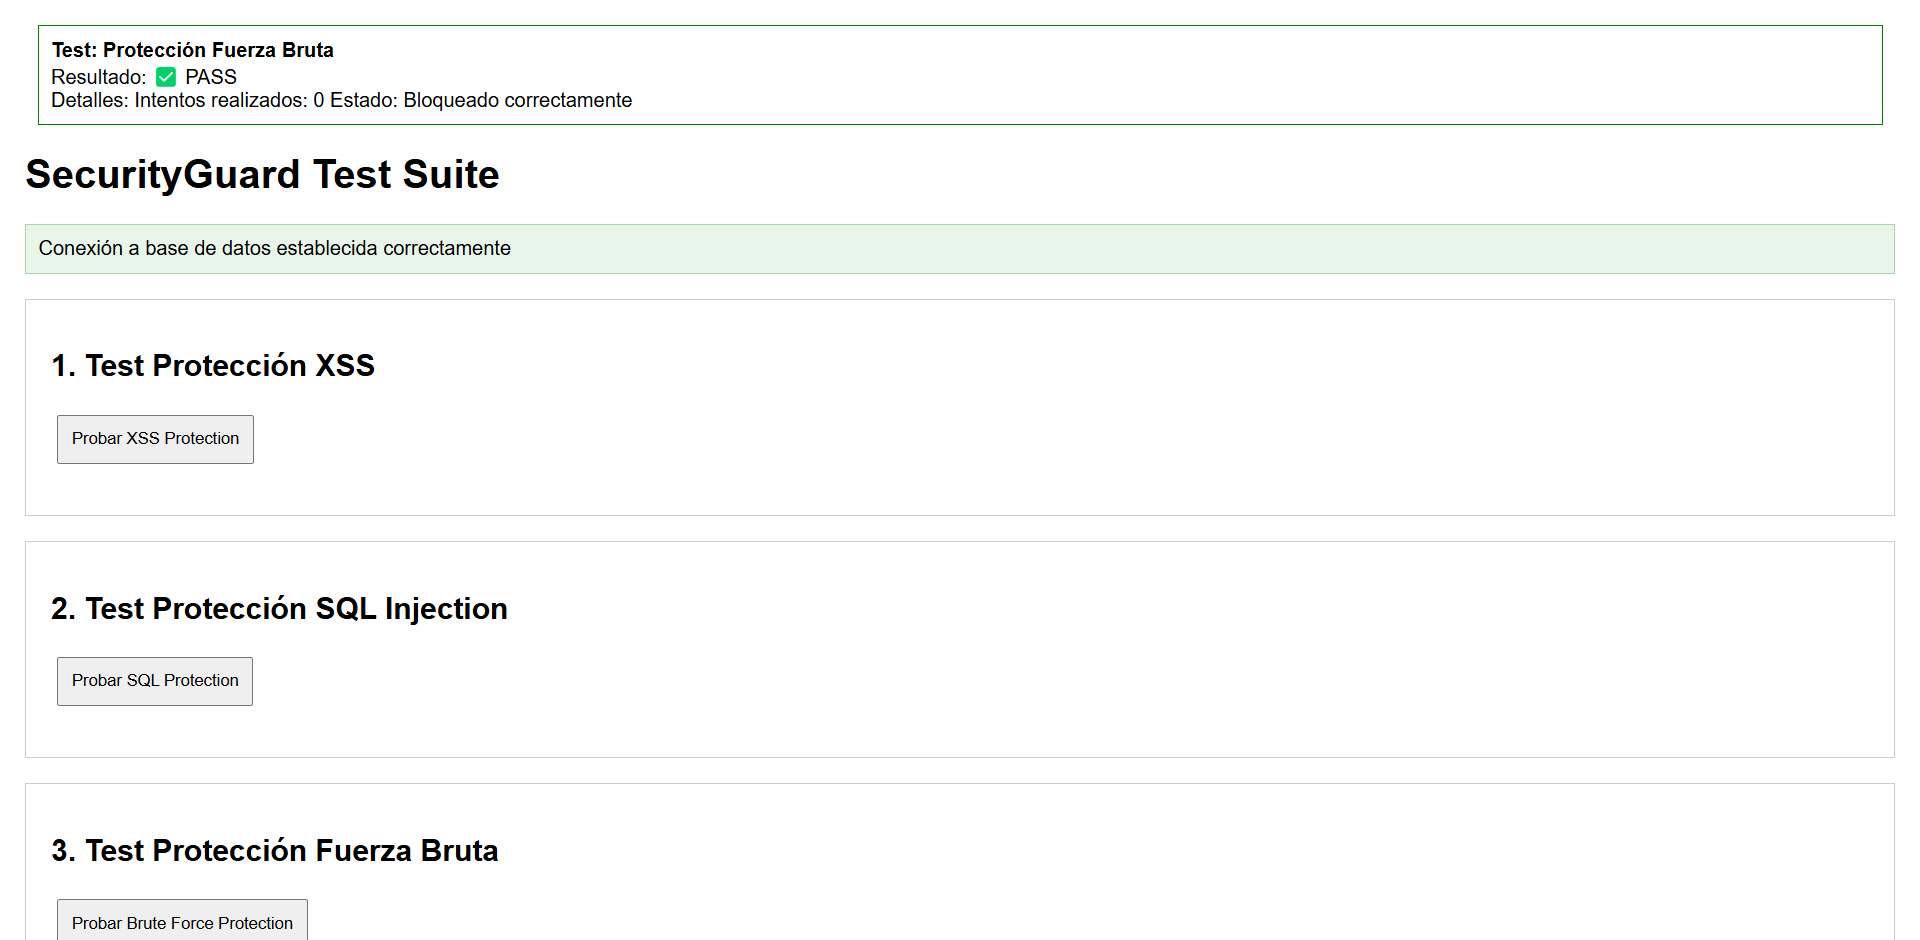 Test: Protección Fuerza Bruta
Resultado: ✅ PASS
Detalles: Intentos realizados: 0 Estado: Bloqueado correctamente
SecurityGuard Test Suite
Conexión a base de datos establecida correctamente
1. Test Protección XSS
Probar XSS Protection
2. Test Protección SQL Injection
Probar SQL Protection
3. Test Protección Fuerza Bruta
Probar Brute Force Protection